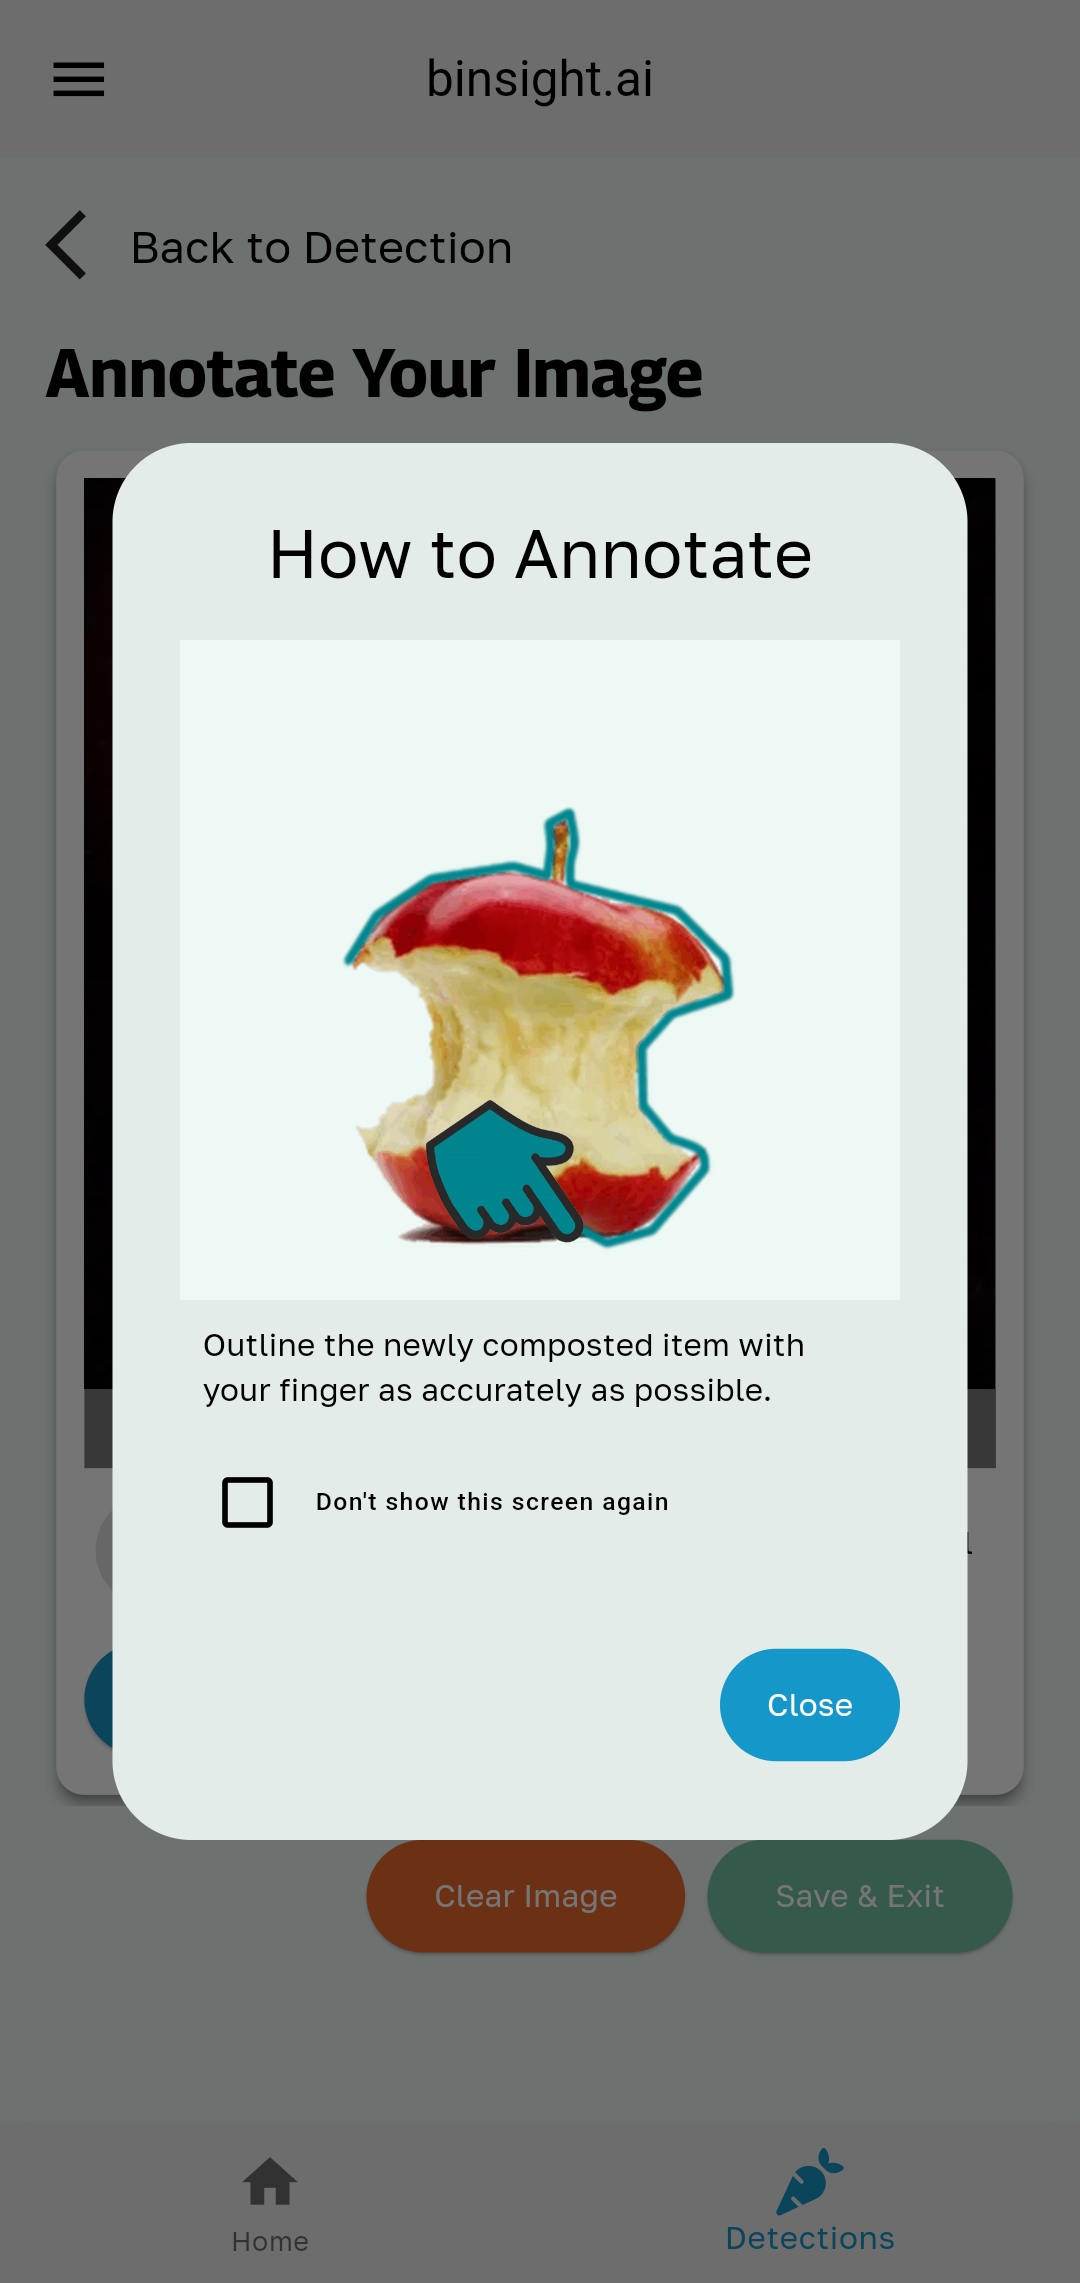 binsight.ai
Back to Detection
Annotate Your Image
How to Annotate
Outline the newly composted item with
your finger as accurately as possible.
Don't show this screen again
Close
Clear Image
Save & Exit
Home
Detections